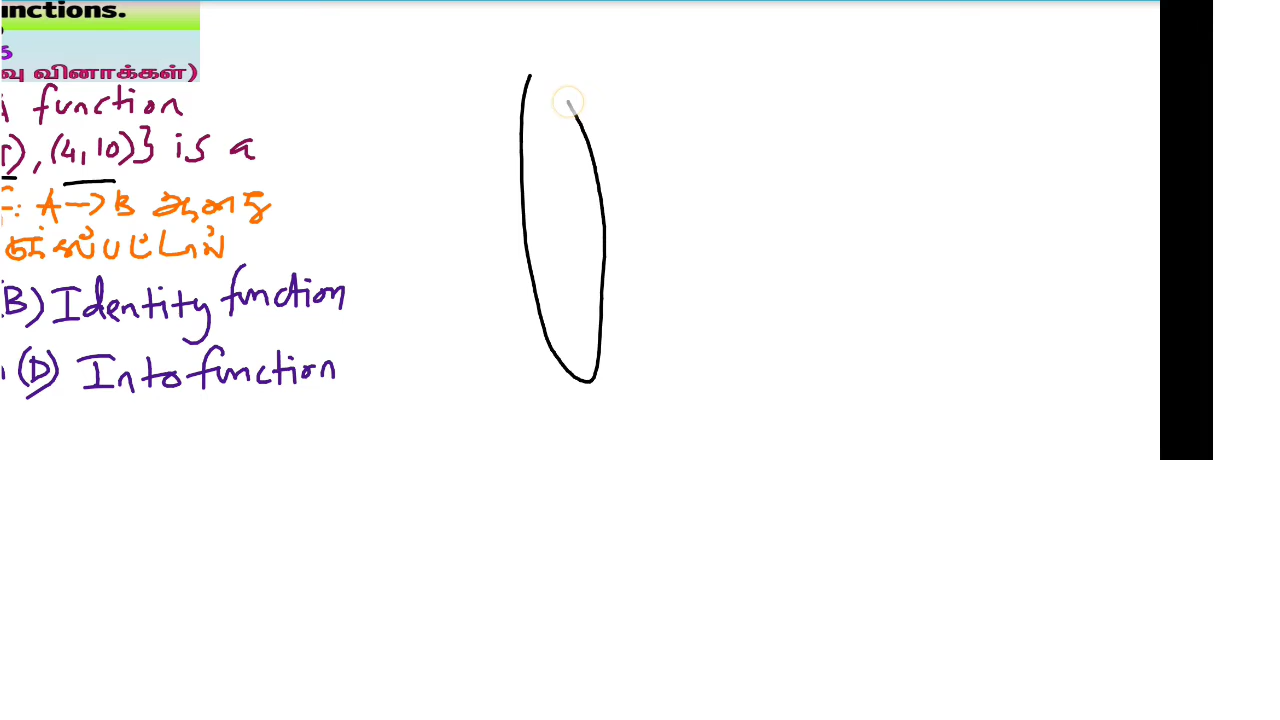 nctions.
வு வினாக்கள்)
function
, (4, 10)} is a
: A → B ஆனது
கப்பட்டால்
B) Identity function
(D) Into function